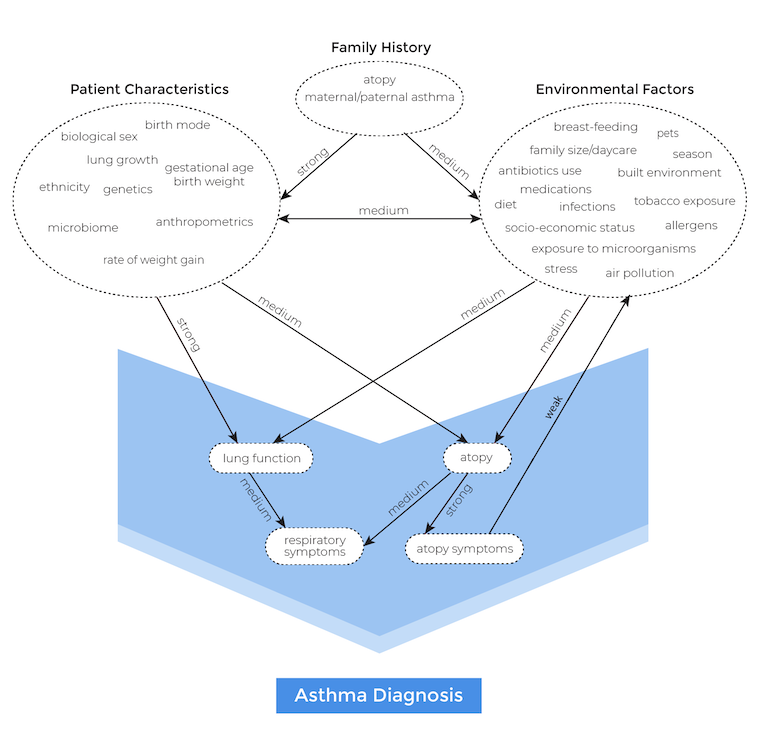 Family History
atopy
maternal/paternal asthma
Patient Characteristics
birth mode
biological sex
lung growth
gestational age
birth weight
ethnicity
genetics
microbiome
anthropometrics
rate of weight gain
Environmental Factors
breast-feeding
pets
family size/daycare
season
antibiotics use
built environment
medications
diet
infections
tobacco exposure
socio-economic status
allergens
exposure to microorganisms
stress
air pollution
strong
medium
medium
strong
medium
medium
medium
weak
lung function
atopy
medium
medium
strong
respiratory
symptoms
atopy symptoms
Asthma Diagnosis